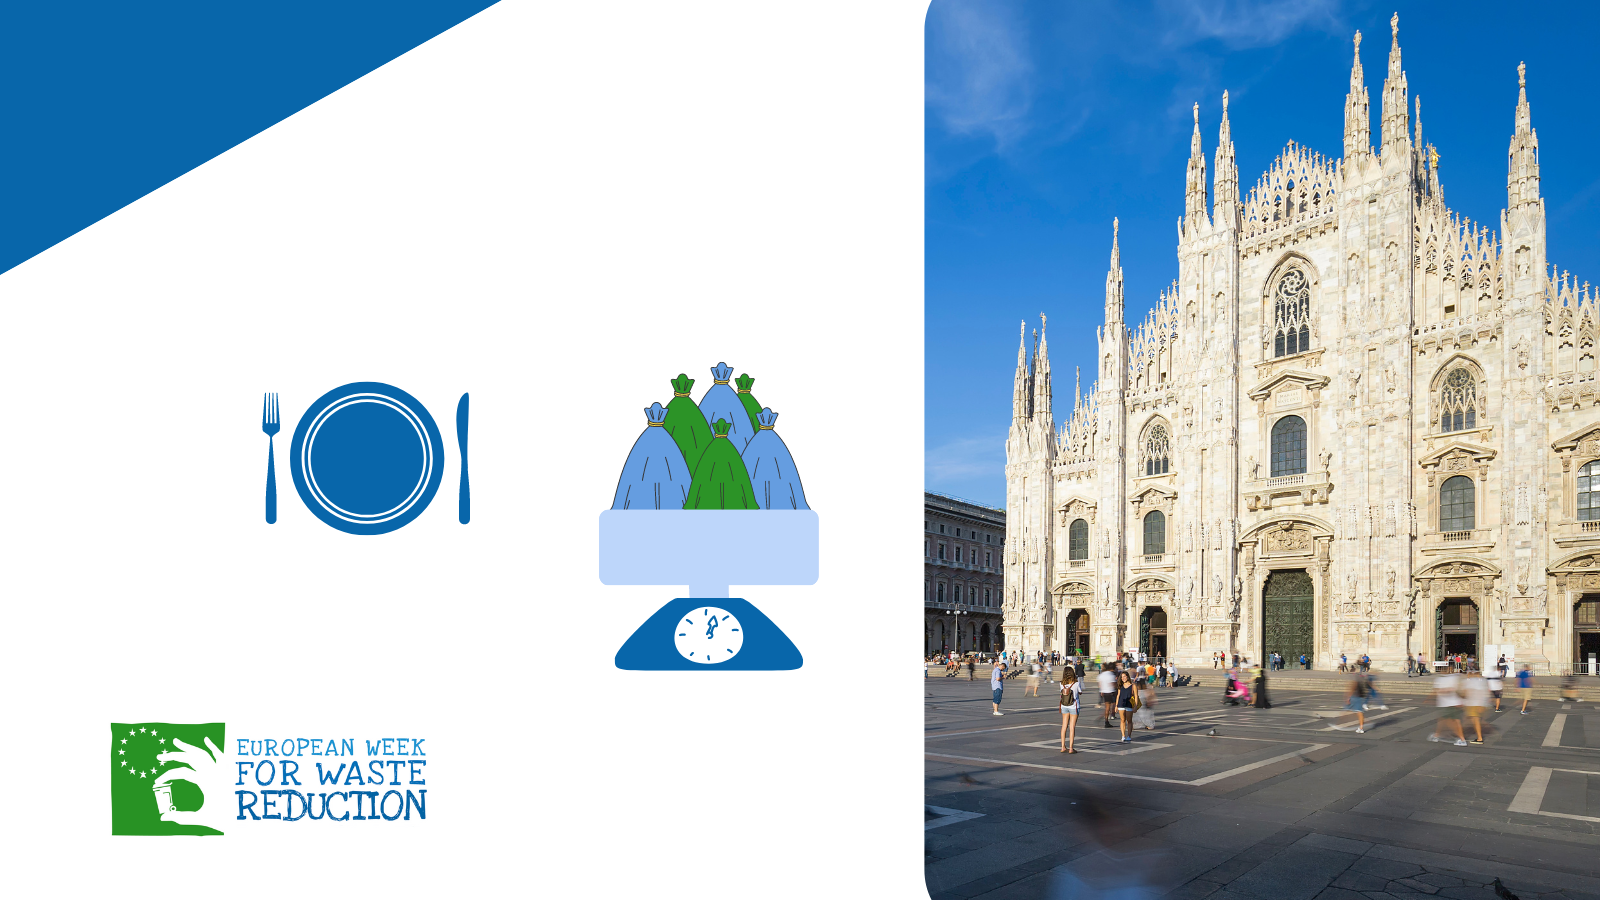 EUROPEAN WEEK
FOR WASTE
REDUCTION